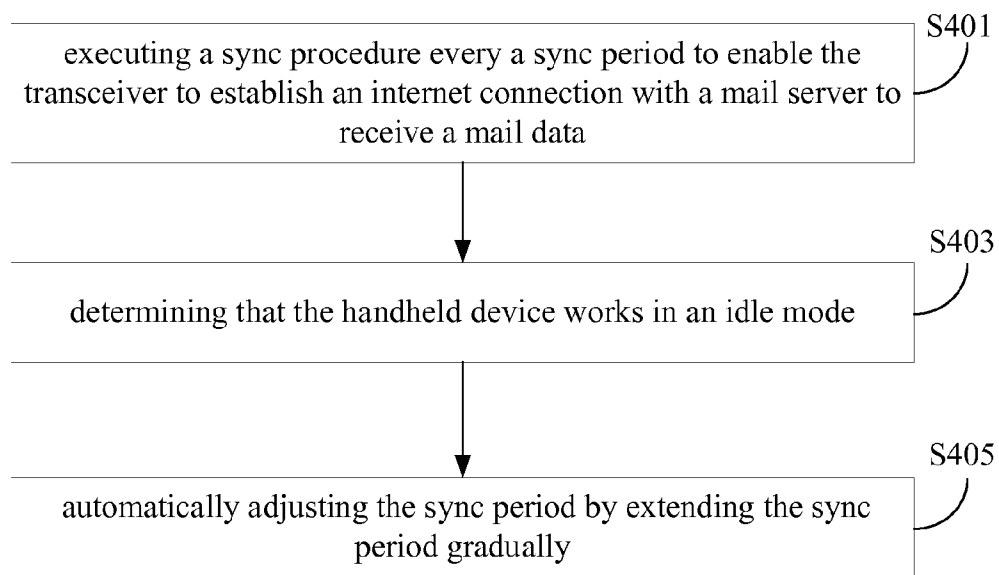 S401
executing a sync procedure every a sync period to enable the
transceiver to establish an internet connection with a mail server to
receive a mail data
S403
determining that the handheld device works in an idle mode
S405
automatically adjusting the sync period by extending the sync
period gradually